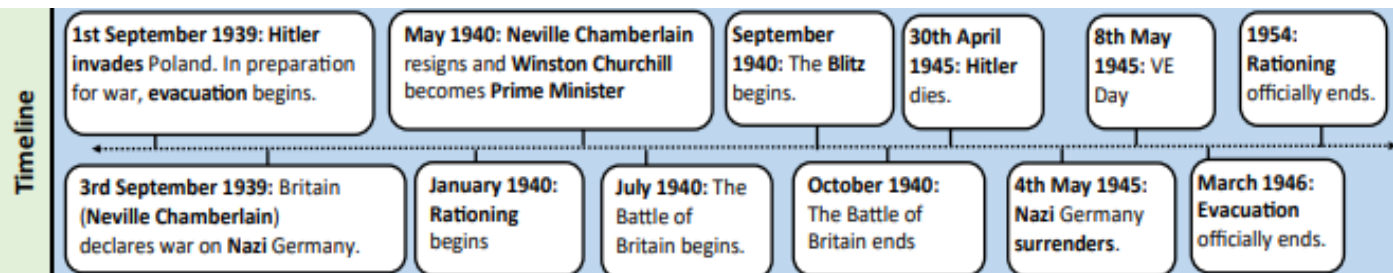 Timeline
1st September 1939: Hitler
invades Poland. In preparation
for war, evacuation begins.
May 1940: Neville Chamberlain
resigns and Winston Churchill
becomes Prime Minister
September
1940: The Blitz
begins.
30th April
1945: Hitler
dies.
8th May
1945: VE
Day
1954:
Rationing
officially ends.
3rd September 1939: Britain
(Neville Chamberlain)
declares war on Nazi Germany.
January 1940:
Rationing
begins
July 1940: The
Battle of
Britain begins.
October 1940:
The Battle of
Britain ends
4th May 1945:
Nazi Germany
surrenders.
March 1946:
Evacuation
officially ends.